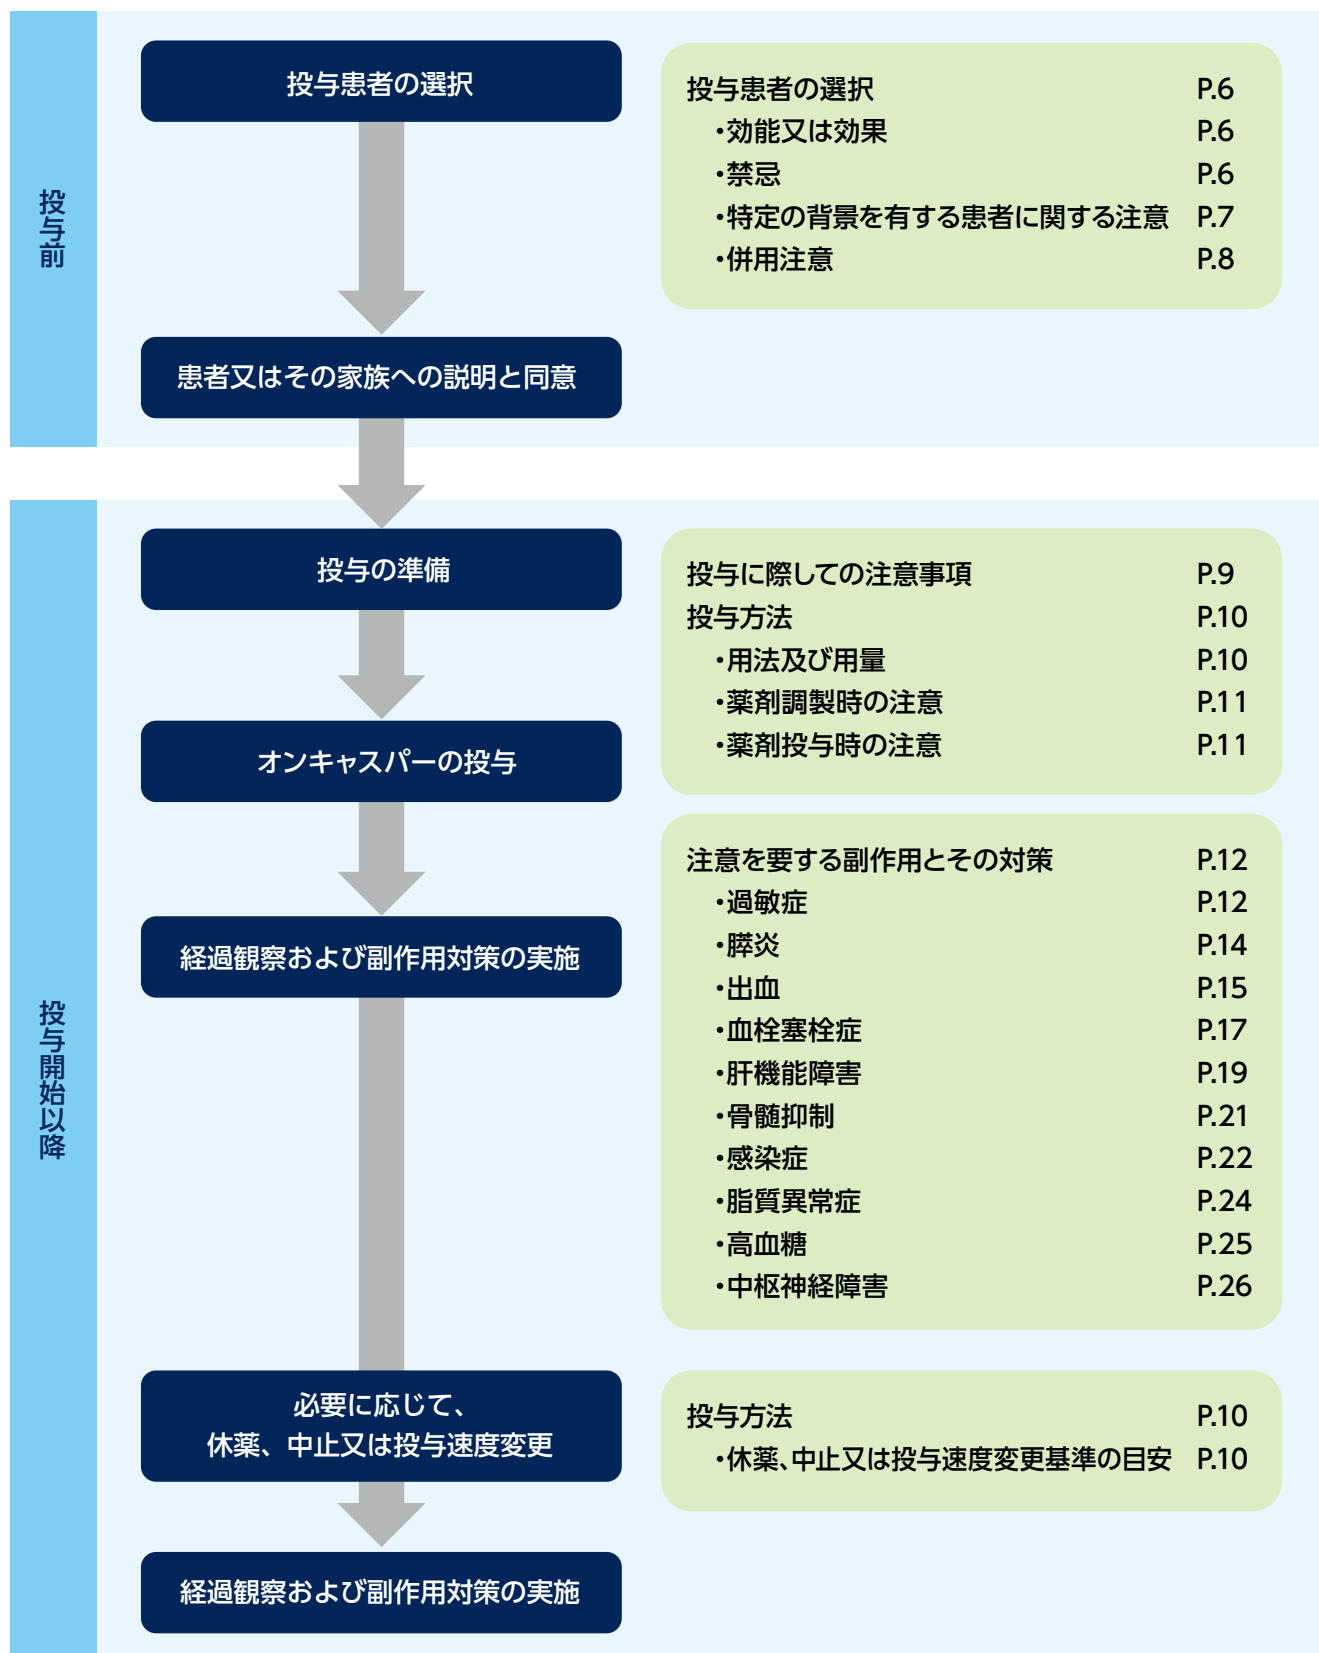 投与前
投与患者の選択
投与患者の選択 P.6
・効能又は効果 P.6
・禁忌 P.6
・特定の背景を有する患者に関する注意 P.7
・併用注意 P.8
患者又はその家族への説明と同意
投与開始以降
投与の準備
投与に際しての注意事項 P.9
投与方法 P.10
・用法及び用量 P.10
・薬剤調製時の注意 P.11
・薬剤投与時の注意 P.11
オンキャスパーの投与
経過観察および副作用対策の実施
注意を要する副作用とその対策 P.12
・過敏症 P.12
・膵炎 P.14
・出血 P.15
・血栓塞栓症 P.17
・肝機能障害 P.19
・骨髄抑制 P.21
・感染症 P.22
・脂質異常症 P.24
・高血糖 P.25
・中枢神経障害 P.26
必要に応じて、
休薬、中止又は投与速度変更
投与方法 P.10
・休薬、中止又は投与速度変更基準の目安 P.10
経過観察および副作用対策の実施